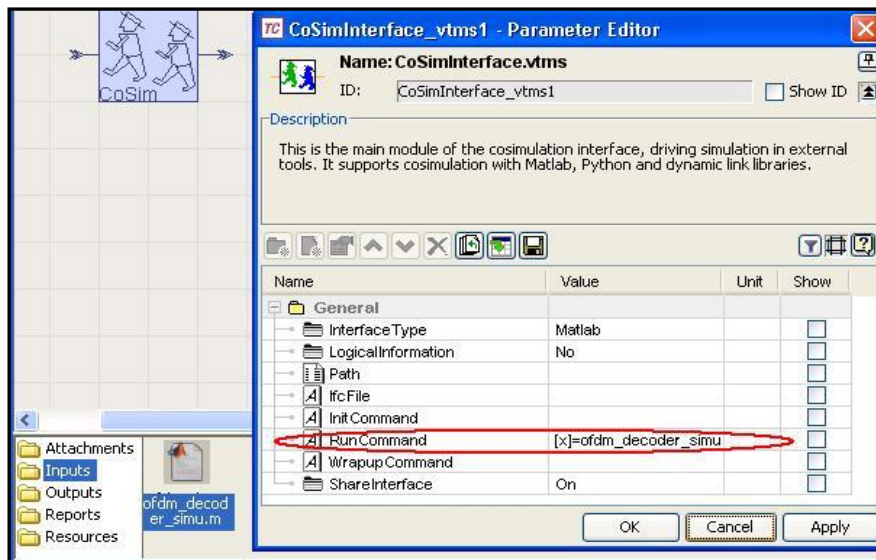 CoSim
TC CoSimInterface_vtms1 - Parameter Editor
Name: CoSimInterface.vtms
ID: CoSimInterface_vtms1 Show ID
Description
This is the main module of the cosimulation interface, driving simulation in external
tools. It supports cosimulation with Matlab, Python and dynamic link libraries.
Name Value Unit Show
General
InterfaceType Matlab
LogicalInformation No
Path
A IfcFile
A InitCommand
A RunCommand [x]=ofdm_decoder_simu
A WrapupCommand
ShareInterface On
OK Cancel Apply
Attachments
Inputs
Outputs
Reports
Resources
ofdm_decod
er_simu.m